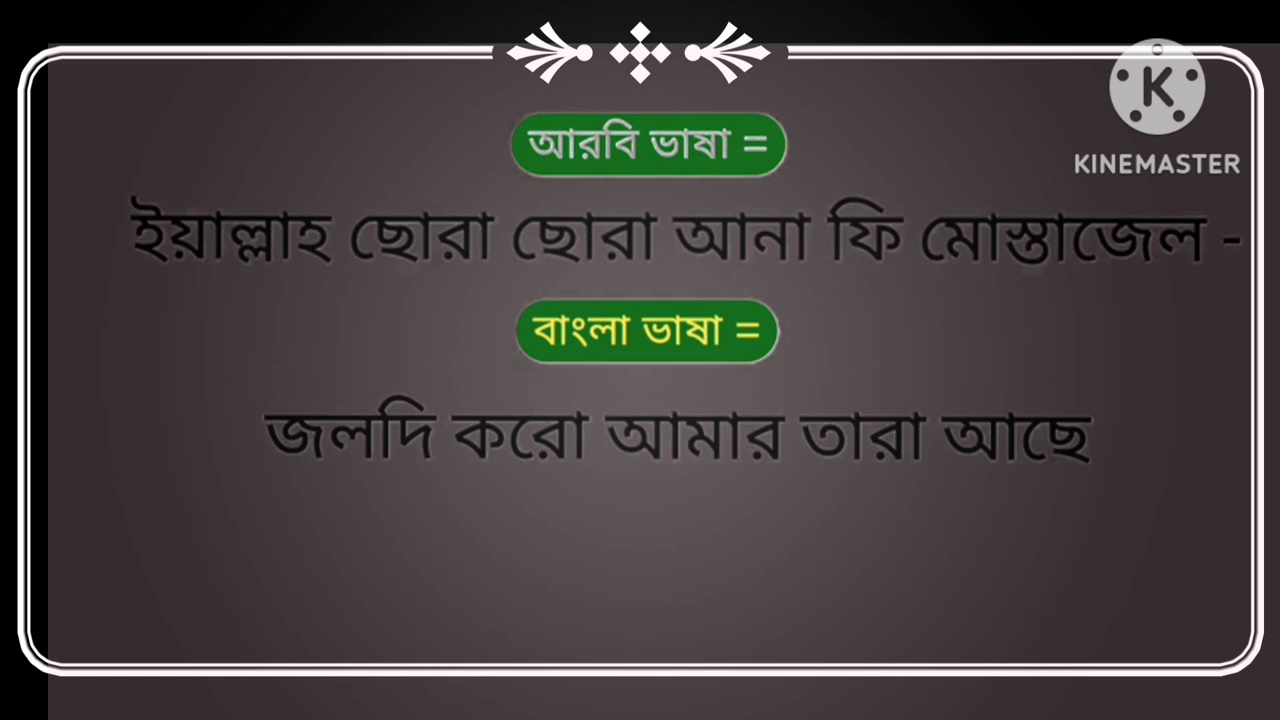 KINEMASTER
আরবি ভাষা =
ইয়াল্লাহ ছোরা ছোরা আনা ফি মোস্তাজেল -
বাংলা ভাষা =
জলদি করো আমার তারা আছে